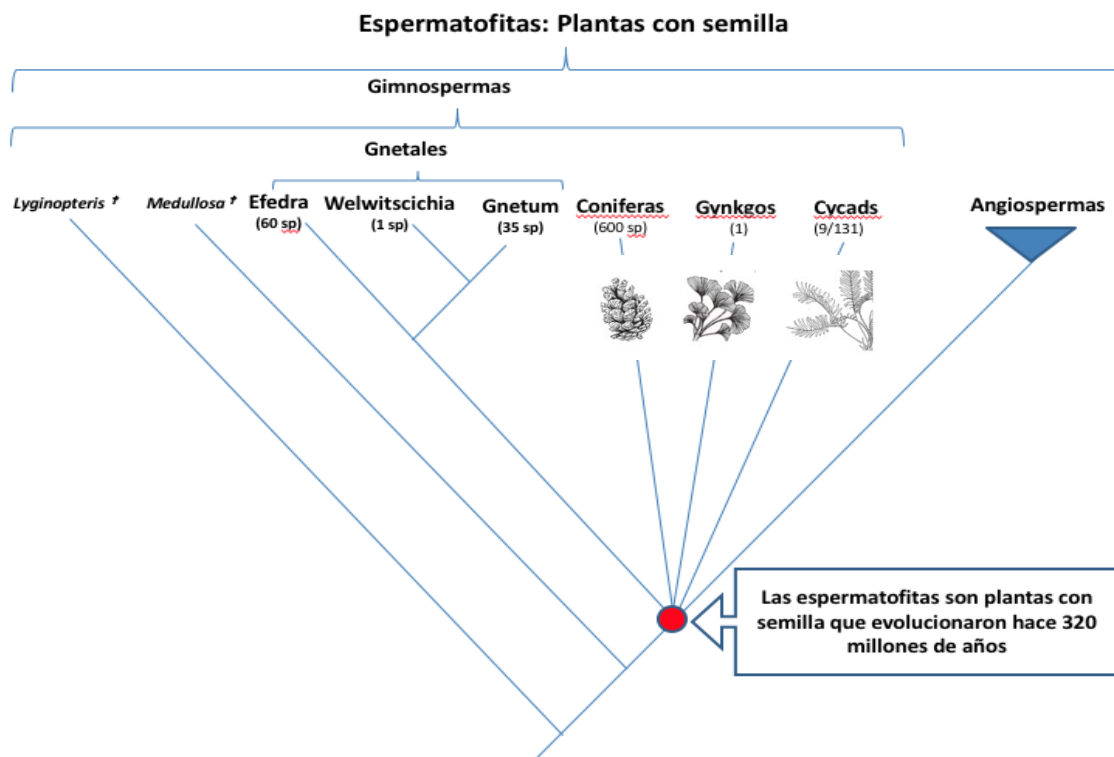 Espermatofitas: Plantas con semilla
Gimnospermas
Gnetales
Lyginopteris †
Medullosa †
Efedra
(60 sp)
Welwitscichia
(1 sp)
Gnetum
(35 sp)
Coniferas
(600 sp)
Gynkgos
(1)
Cycads
(9/131)
Angiospermas
Las espermatofitas son plantas con
semilla que evolucionaron hace 320
millones de años